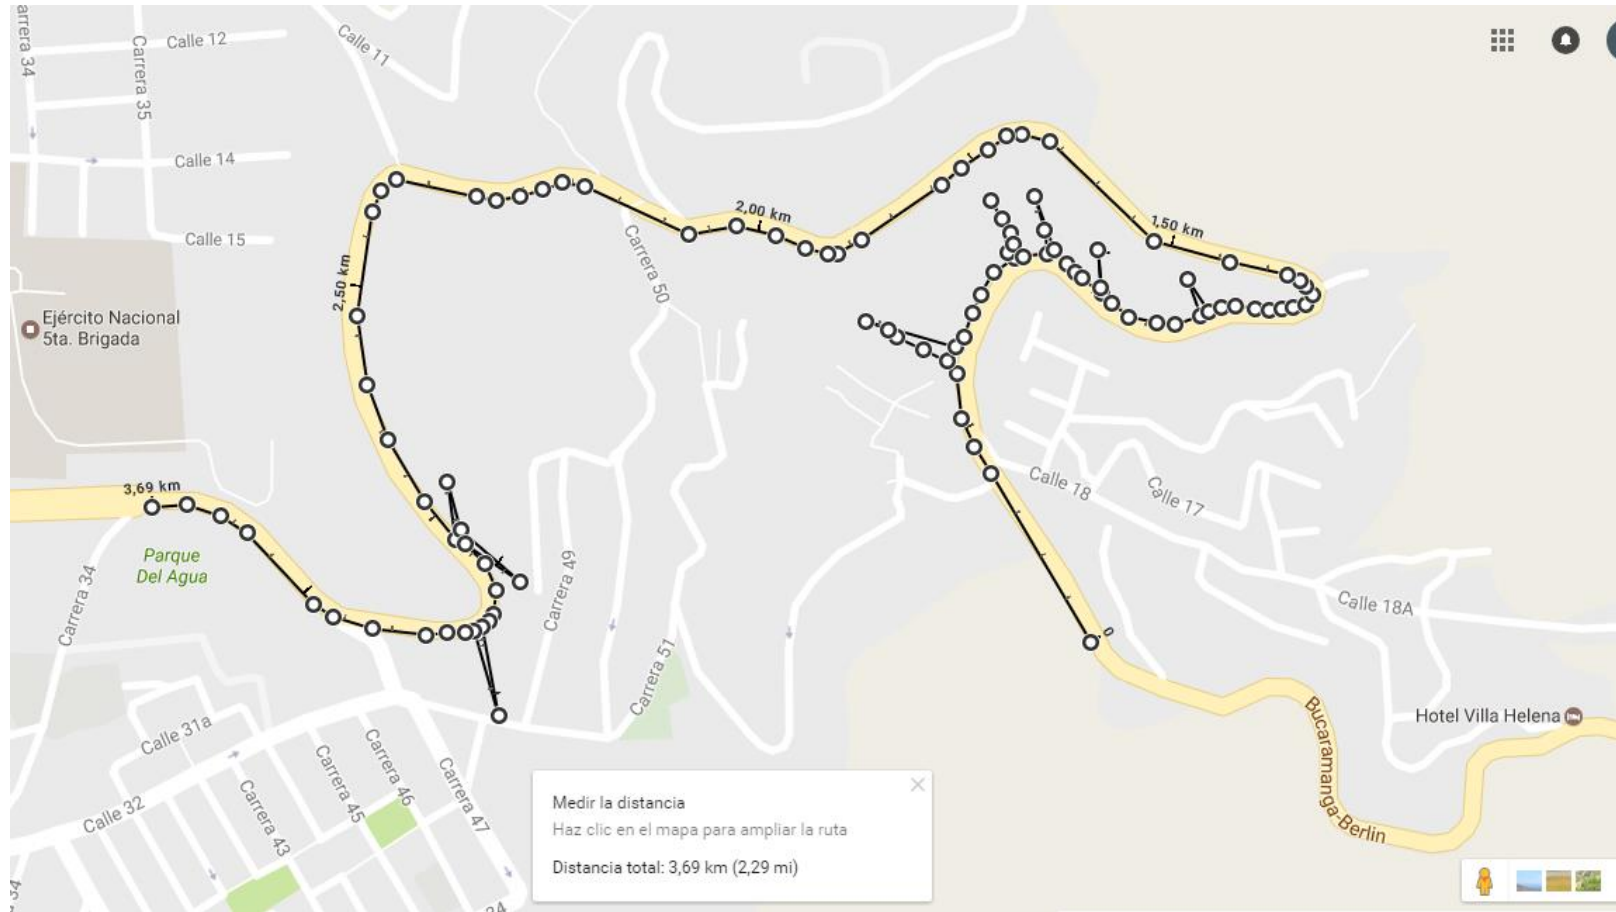 Carrera 34
Calle 12
Carrera 35
Calle 11
Calle 14
Calle 15
2,00 km
1,50 km
Carrera 50
2,50 km
Ejército Nacional
5ta. Brigada
3,69 km
Parque
Del Agua
Carrera 34
Calle 18
Calle 17
Carrera 49
Calle 18A
0
Carrera 51
Hotel Villa Helena
Bucaramanga-Berlin
Calle 31a
Carrera 46
Carrera 45
Carrera 47
Carrera 43
Calle 32
Medir la distancia
Haz clic en el mapa para ampliar la ruta
Distancia total: 3,69 km (2,29 mi)